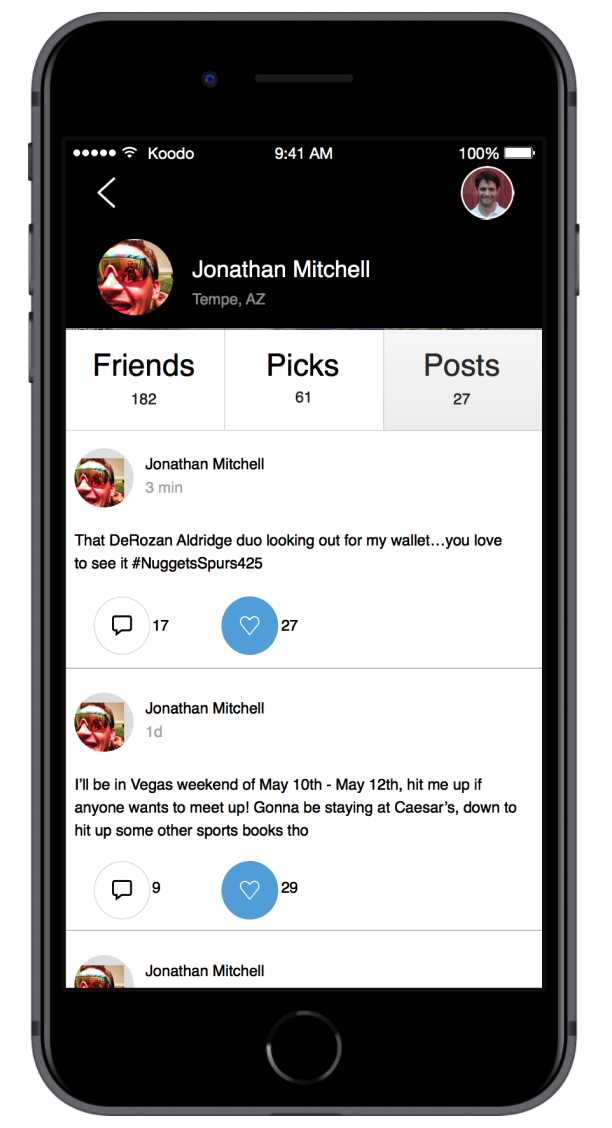 Koodo 9:41 AM 100%
Jonathan Mitchell
Tempe, AZ
Friends Picks Posts
182 61 27
Jonathan Mitchell
3 min
That DeRozan Aldridge duo looking out for my wallet…you love
to see it #NuggetsSpurs425
17 27
Jonathan Mitchell
1d
I’ll be in Vegas weekend of May 10th - May 12th, hit me up if
anyone wants to meet up! Gonna be staying at Caesar’s, down to
hit up some other sports books tho
9 29
Jonathan Mitchell